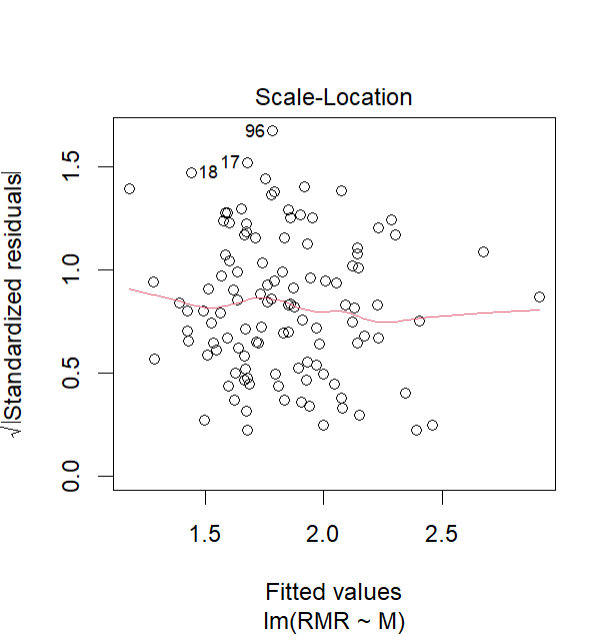 Scale-Location
√|Standardized residuals|
1.5
1.0
0.5
0.0
96
17
18
1.5 2.0 2.5
Fitted values
lm(RMR ~ M)